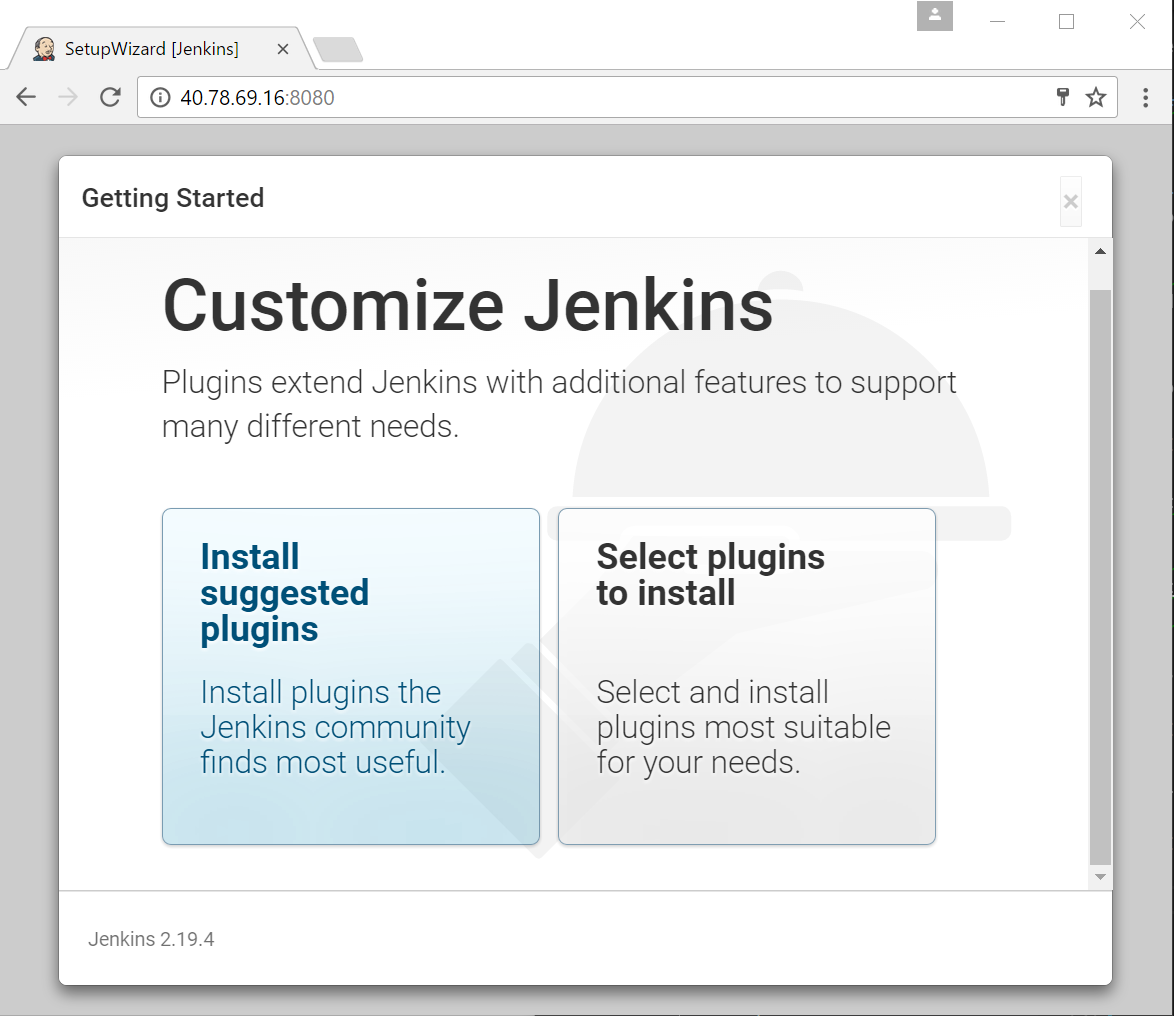 SetupWizard [Jenkins]
40.78.69.16:8080
Getting Started
Customize Jenkins
Plugins extend Jenkins with additional features to support
many different needs.
Install
suggested
plugins
Install plugins the
Jenkins community
finds most useful.
Select plugins
to install
Select and install
plugins most suitable
for your needs.
Jenkins 2.19.4